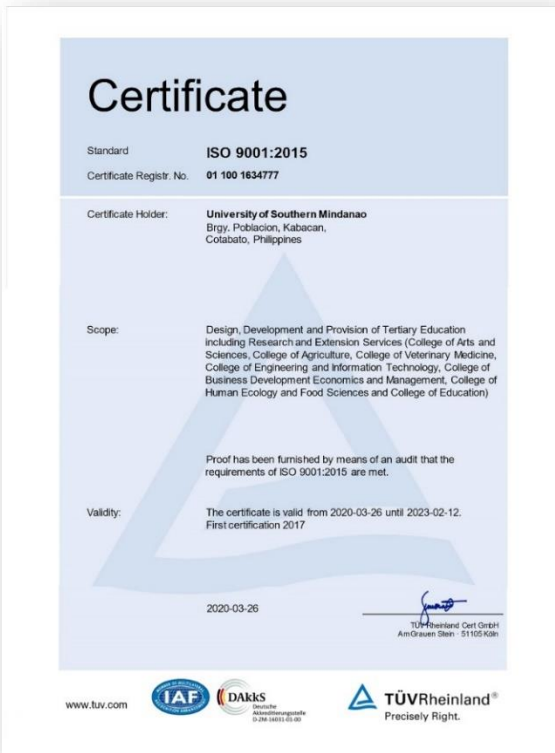 Certificate
Standard ISO 9001:2015
Certificate Registr. No. 01 100 1634777
Certificate Holder: University of Southern Mindanao
Brgy. Poblacion, Kabacan,
Cotabato, Philippines
Scope: Design, Development and Provision of Tertiary Education
including Research and Extension Services (College of Arts and
Sciences, College of Agriculture, College of Veterinary Medicine,
College of Engineering and Information Technology, College of
Business Development Economics and Management, College of
Human Ecology and Food Sciences and College of Education)
Proof has been furnished by means of an audit that the
requirements of ISO 9001:2015 are met.
Validity: The certificate is valid from 2020-03-26 until 2023-02-12.
First certification 2017
2020-03-26
TÜV Rheinland Cert GmbH
Am Grauen Stein · 51105 Köln
www.tuv.com
IAF
DAkkS
Deutsche
Akkreditierungsstelle
D-ZM-16031-01-00
TÜVRheinland®
Precisely Right.